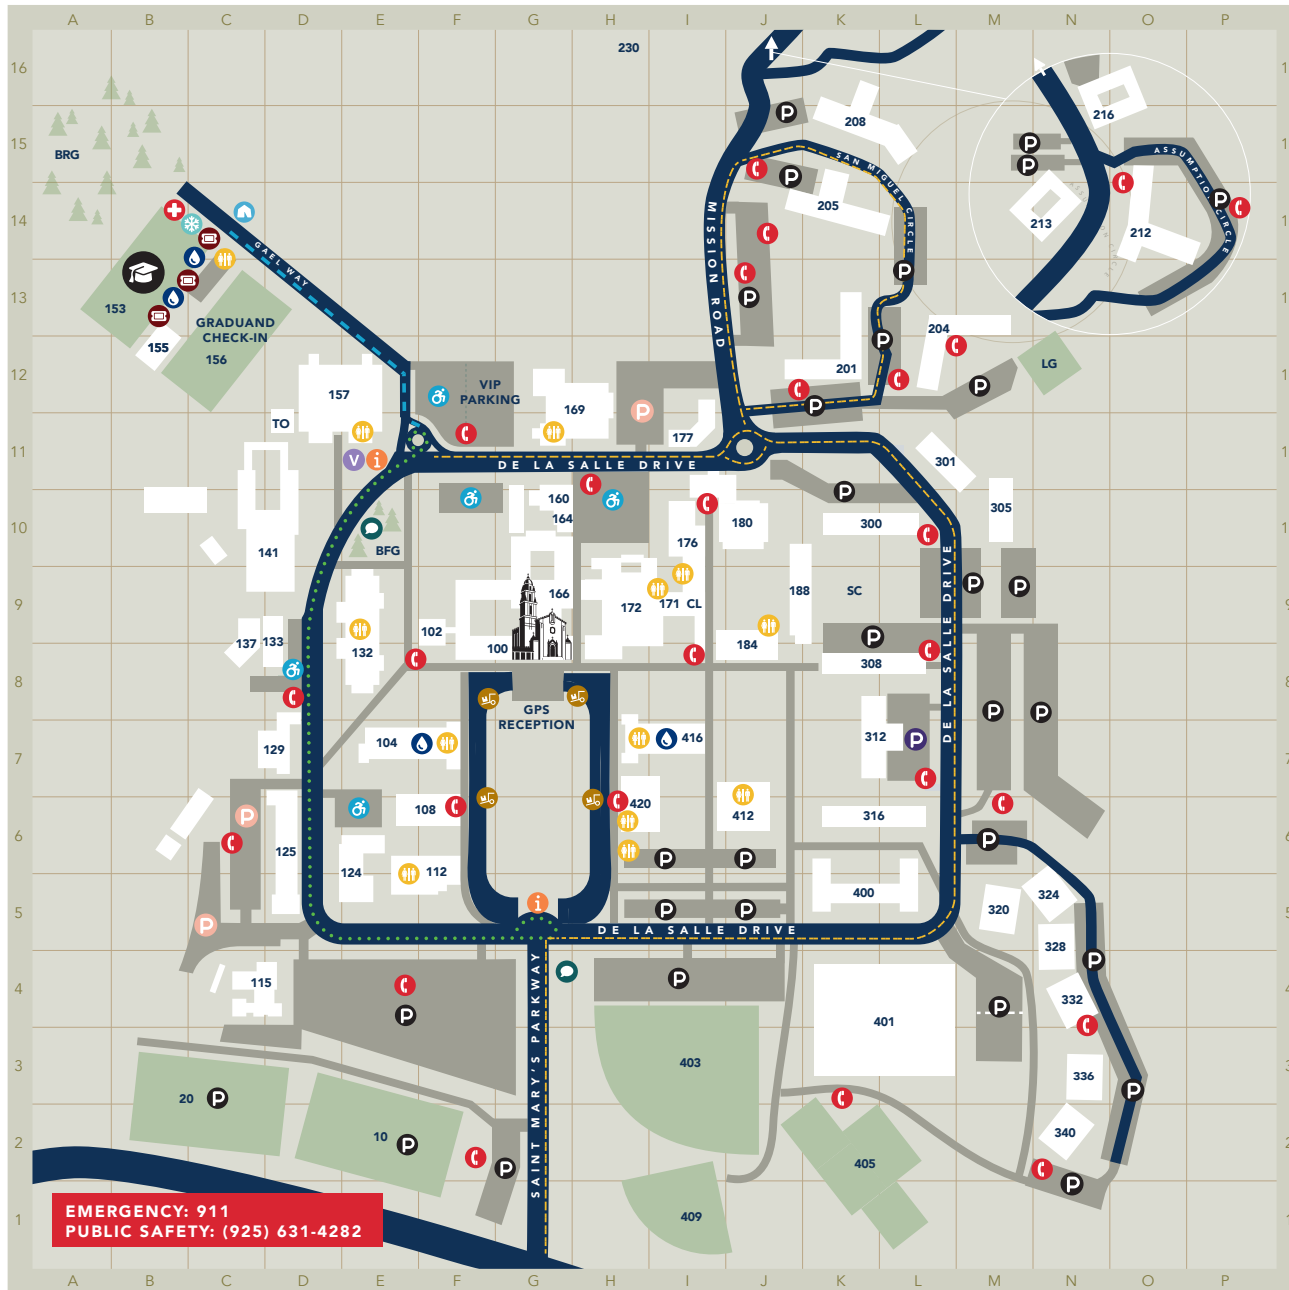 A B C D E F G H I J K L M N O P
16
15
14
13
12
11
10
9
8
7
6
5
4
3
2
1
230
208
216
BRG
SAN MIGUEL CIRCLE
ASSUMPTION CIRCLE
205
213
212
MISSION ROAD
GAEL WAY
153
GRADUAND
CHECK-IN
155
156
204
201
LG
157
VIP
PARKING
169
P
TO
177
V
i
DE LA SALLE DRIVE
301
160
164
180
300
305
141
BFG
176
166
188
SC
172
171 CL
102
100
137
133
132
184
308
DE LA SALLE DRIVE
GPS
RECEPTION
129
104
416
312
P
P
108
420
412
316
125
124
112
400
324
320
P
i
DE LA SALLE DRIVE
328
115
SAINT MARY'S PARKWAY
401
332
403
336
20
P
10
P
340
405
409
EMERGENCY: 911
PUBLIC SAFETY: (925) 631-4282
A B C D E F G H I J K L M N O P